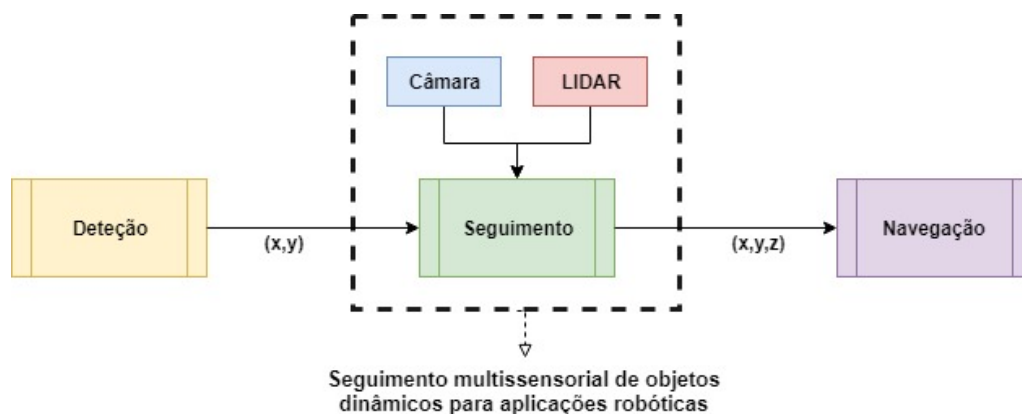 Câmara
LIDAR
Deteção
(x,y)
Seguimento
(x,y,z)
Navegação
Seguimento multissensorial de objetos
dinâmicos para aplicações robóticas